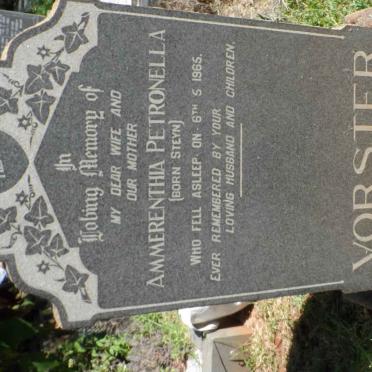 In
Loving Memory of
MY DEAR WIFE AND
OUR MOTHER
AMMERENTHIA PETRONELLA
(BORN STEYN)
WHO FELL ASLEEP ON 6TH 5 1965.
EVER REMEMBERED BY YOUR
LOVING HUSBAND AND CHILDREN.
VORSTER